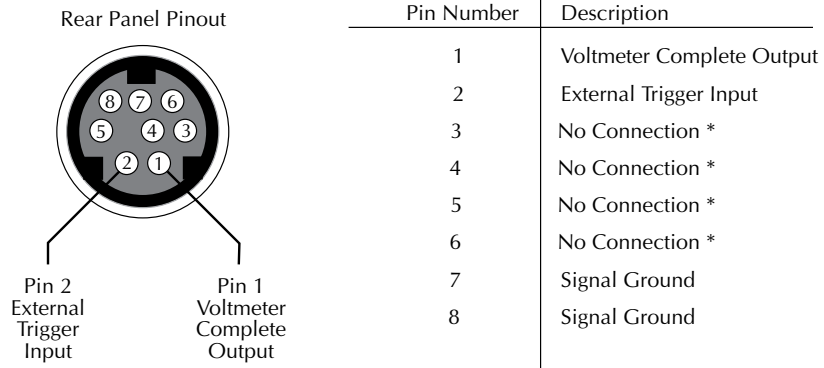 Rear Panel Pinout
8 7 6
5 4 3
2 1
Pin 2
External
Trigger
Input
Pin 1
Voltmeter
Complete
Output
Pin Number Description
1 Voltmeter Complete Output
2 External Trigger Input
3 No Connection *
4 No Connection *
5 No Connection *
6 No Connection *
7 Signal Ground
8 Signal Ground